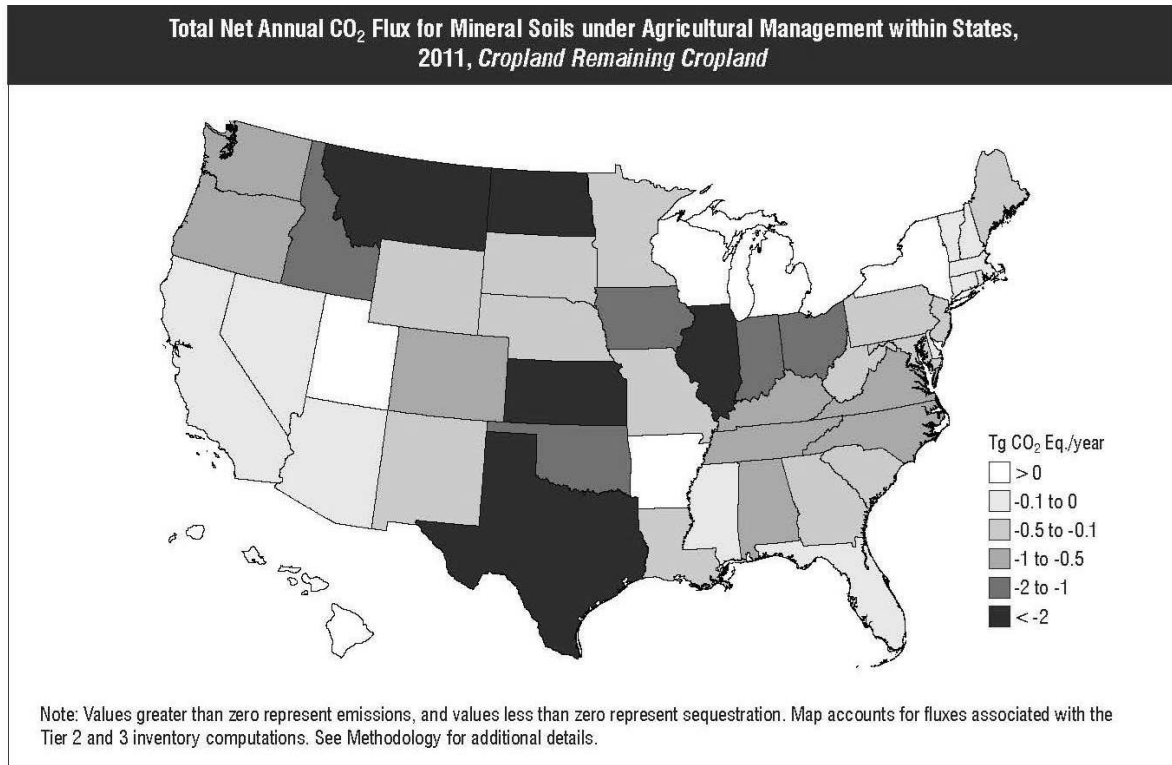 Total Net Annual CO₂ Flux for Mineral Soils under Agricultural Management within States,
2011, Cropland Remaining Cropland
Tg CO₂ Eq./year
> 0
-0.1 to 0
-0.5 to -0.1
-1 to -0.5
-2 to -1
< -2
Note: Values greater than zero represent emissions, and values less than zero represent sequestration. Map accounts for fluxes associated with the
Tier 2 and 3 inventory computations. See Methodology for additional details.